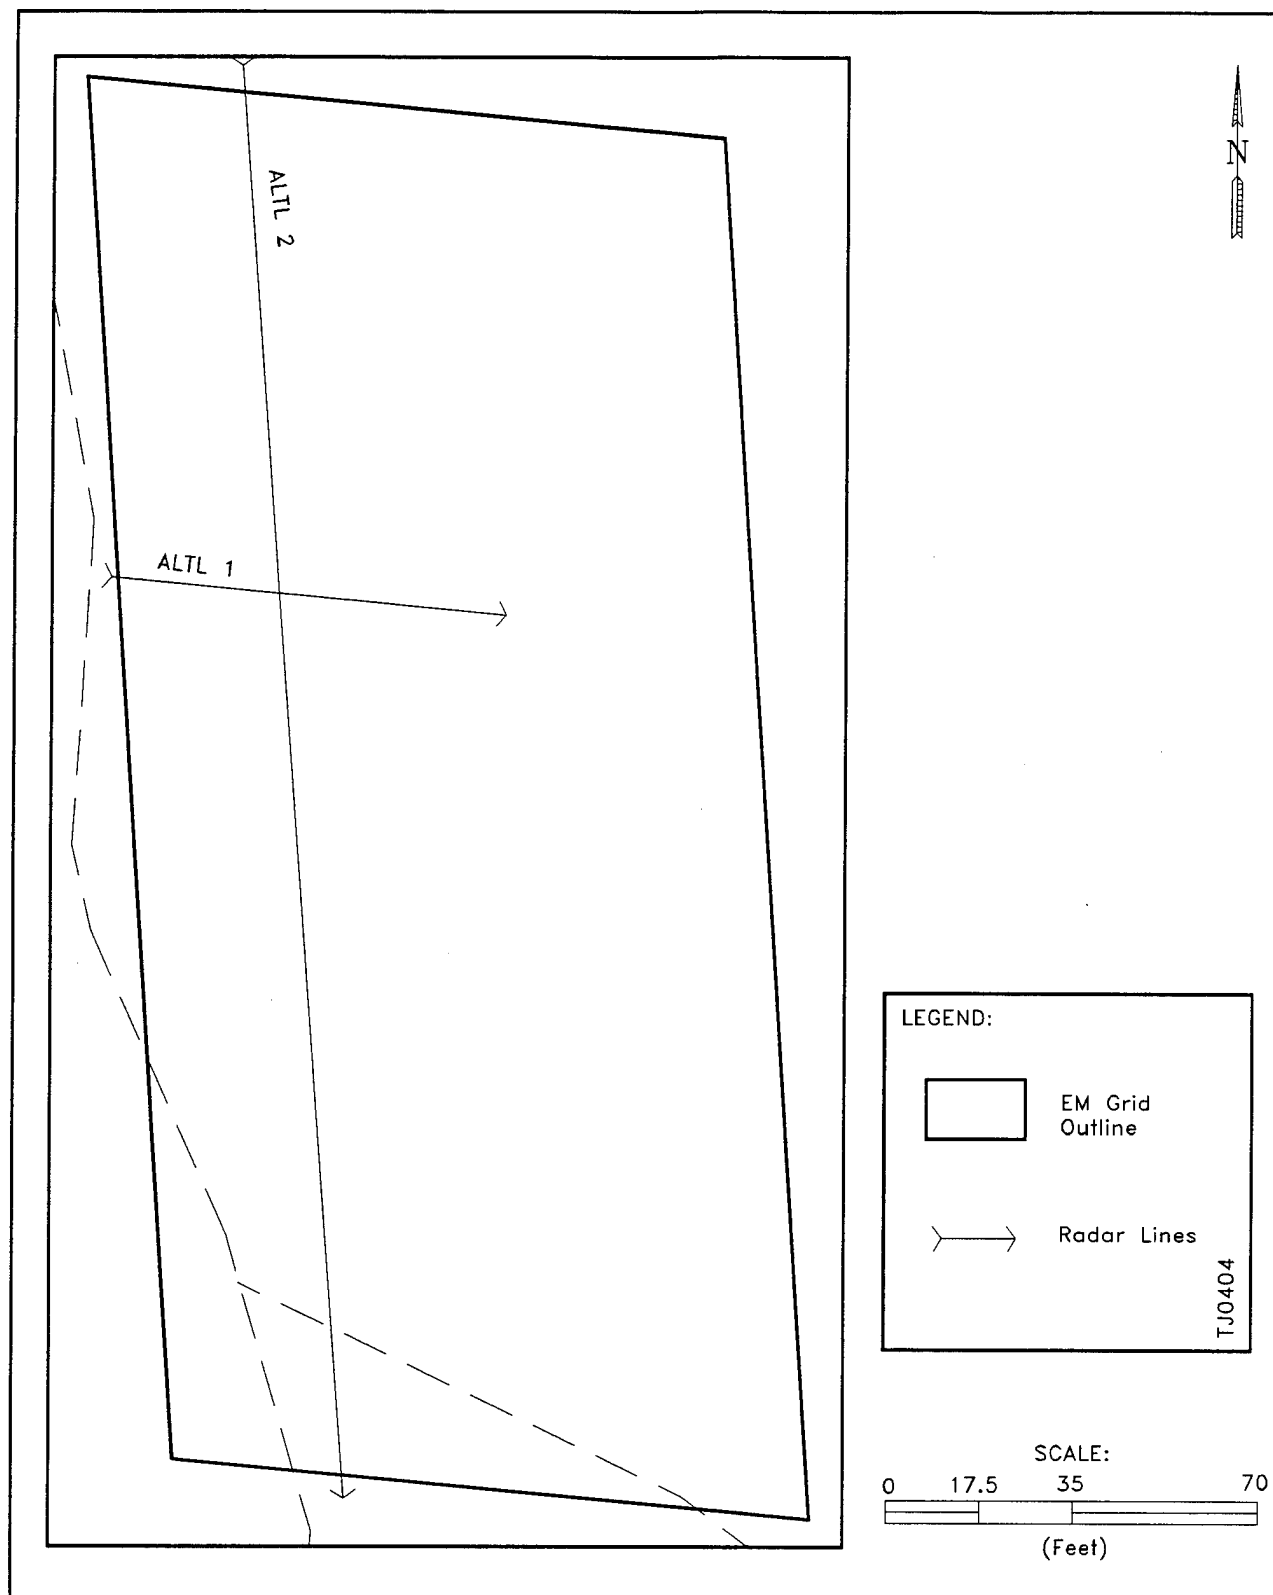 N
ALTL 2
ALTL 1
LEGEND:
EM Grid
Outline
Radar Lines
TJ0404
SCALE:
0 17.5 35 70
(Feet)